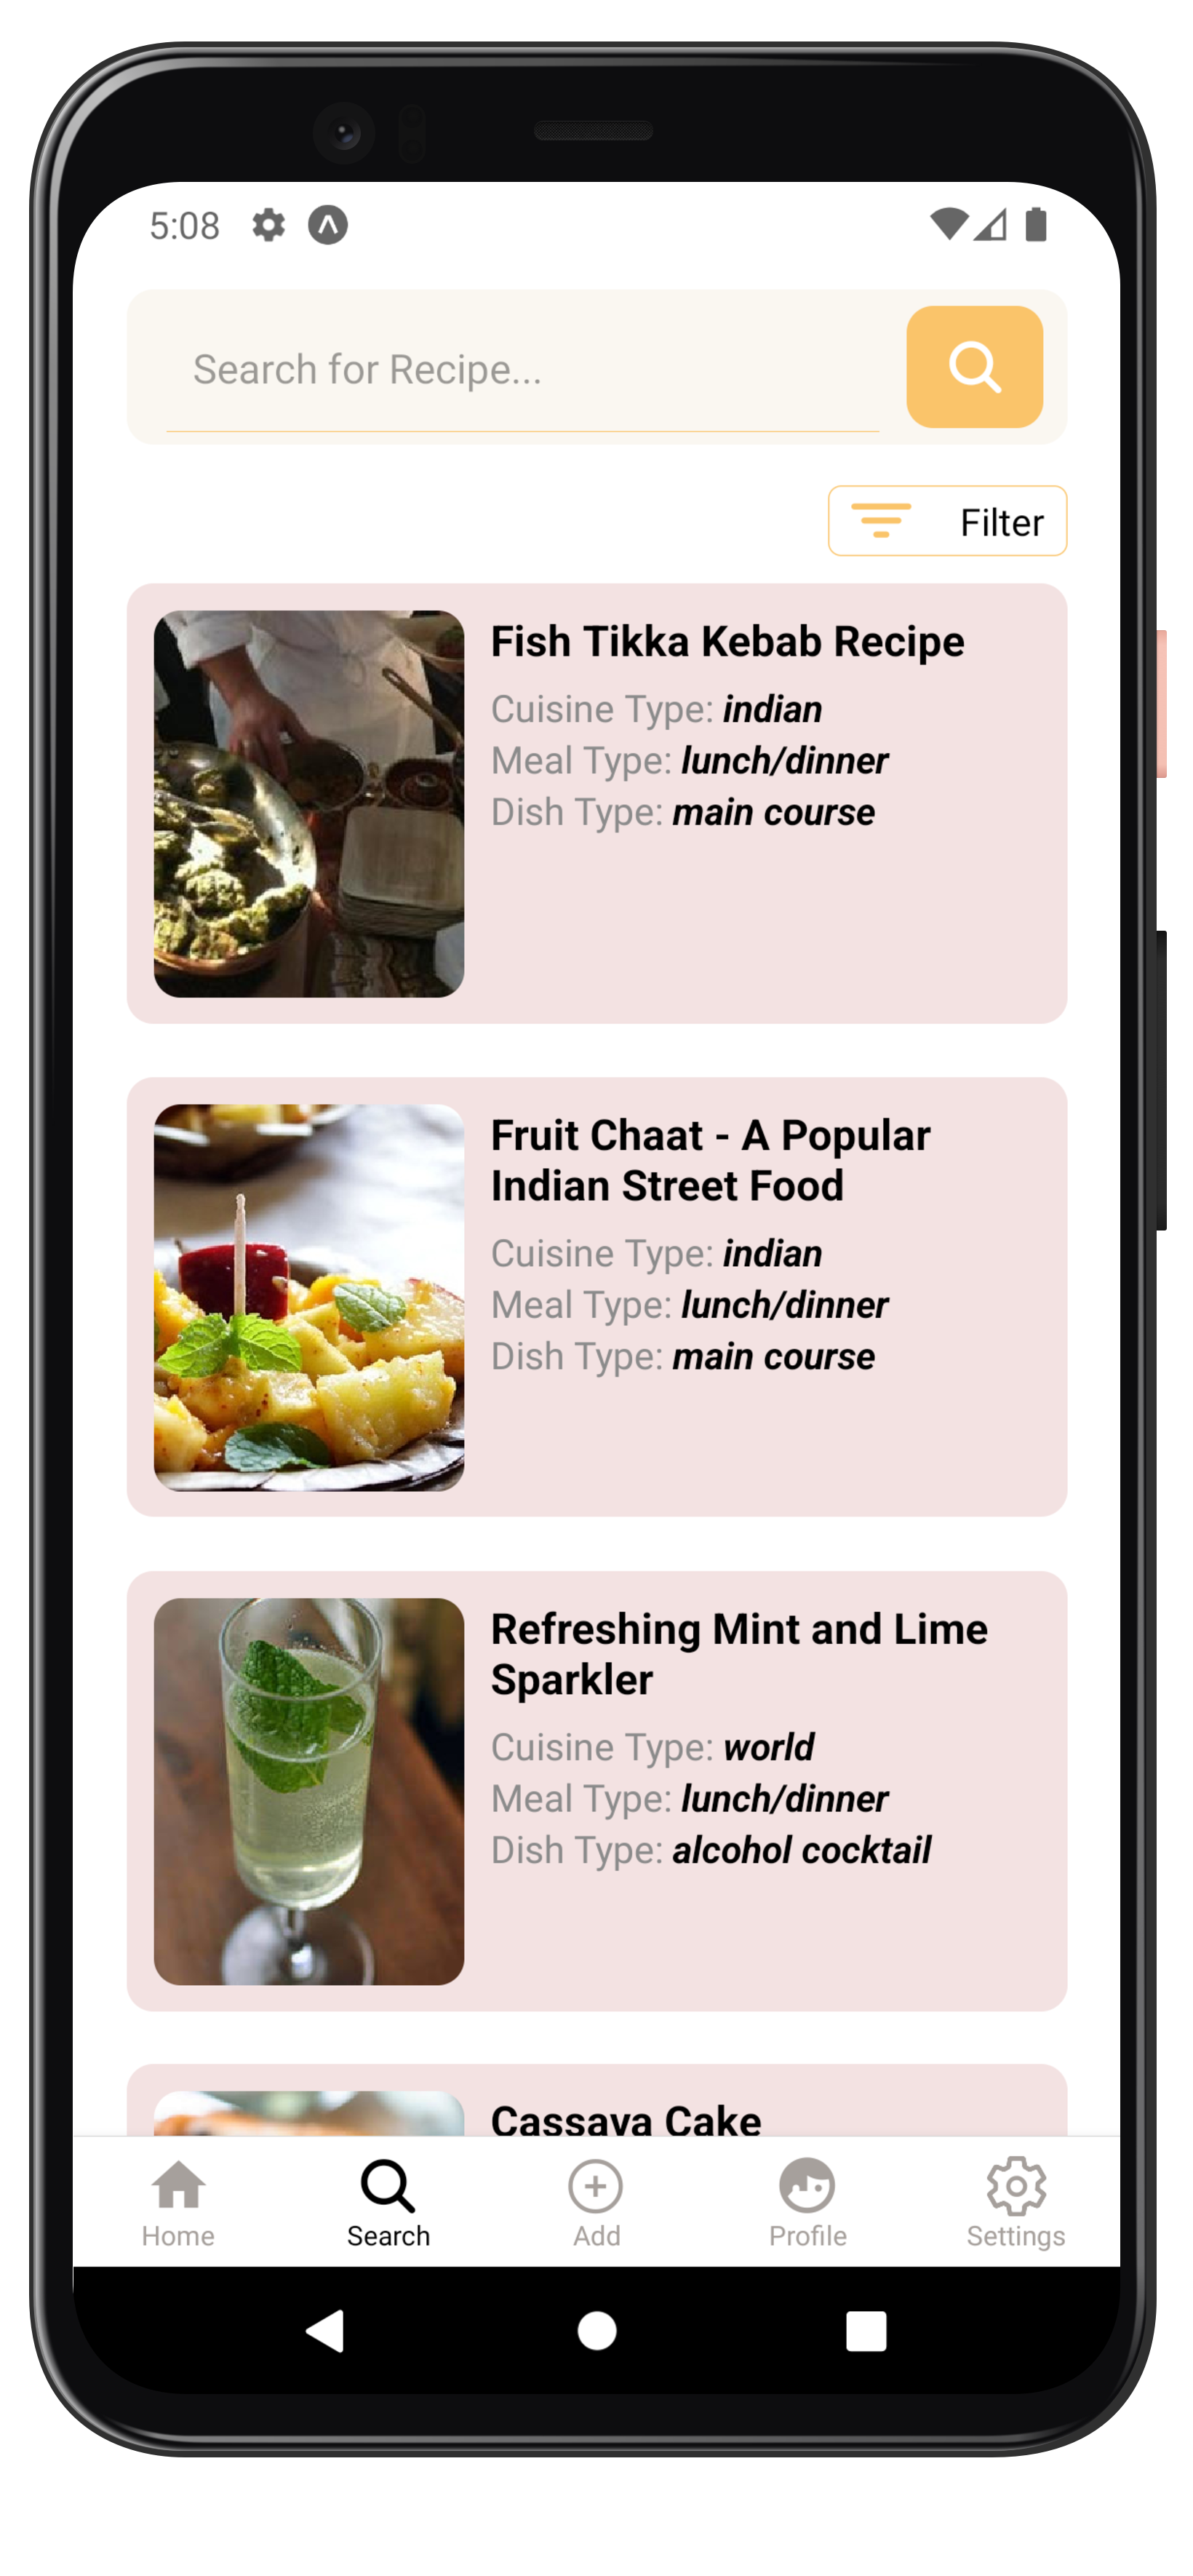 5:08
Search for Recipe...
Filter
Fish Tikka Kebab Recipe
Cuisine Type: indian
Meal Type: lunch/dinner
Dish Type: main course
Fruit Chaat - A Popular
Indian Street Food
Cuisine Type: indian
Meal Type: lunch/dinner
Dish Type: main course
Refreshing Mint and Lime
Sparkler
Cuisine Type: world
Meal Type: lunch/dinner
Dish Type: alcohol cocktail
Cassava Cake
Home
Search
Add
Profile
Settings